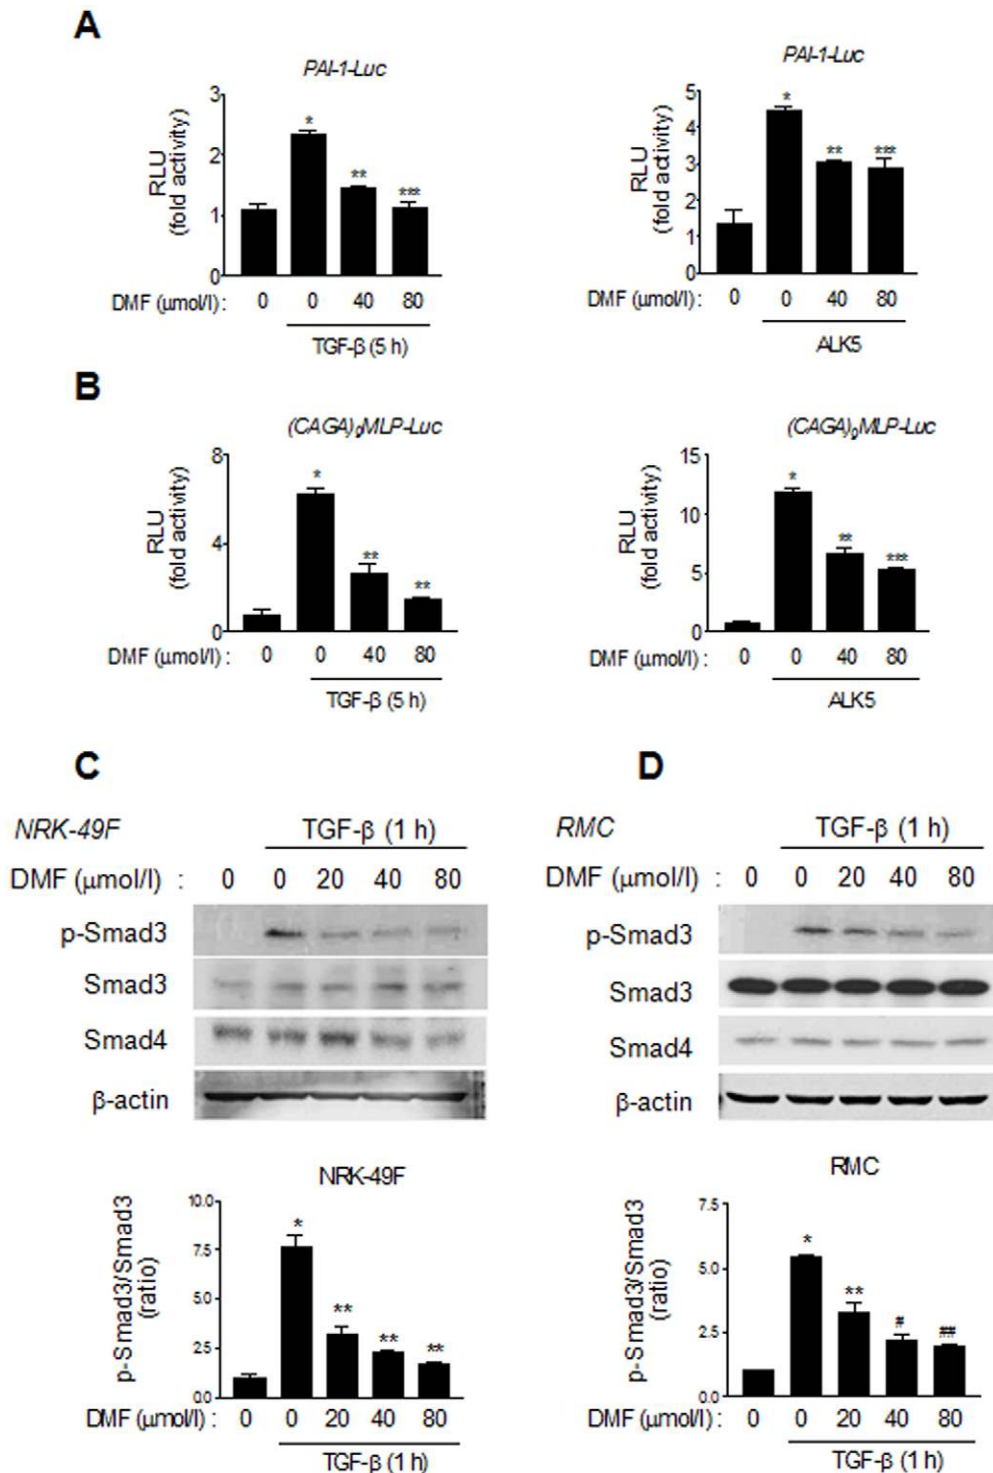 A
PAI-1-Luc
RLU
(fold activity)
3
2
1
0
*
**
***
DMF (μmol/l) : 0 0 40 80
TGF-β (5 h)
PAI-1-Luc
RLU
(fold activity)
5
4
3
2
1
0
*
**
***
DMF (μmol/l) : 0 0 40 80
ALK5
B
(CAGA)₉MLP-Luc
RLU
(fold activity)
8
4
0
*
**
**
DMF (μmol/l) : 0 0 40 80
TGF-β (5 h)
(CAGA)₉MLP-Luc
RLU
(fold activity)
15
10
5
0
*
**
***
DMF (μmol/l) : 0 0 40 80
ALK5
C
NRK-49F TGF-β (1 h)
DMF (μmol/l) : 0 0 20 40 80
p-Smad3
Smad3
Smad4
β-actin
NRK-49F
p-Smad3/Smad3
(ratio)
10.0
7.5
5.0
2.5
0.0
*
**
**
**
DMF (μmol/l) : 0 0 20 40 80
TGF-β (1 h)
D
RMC TGF-β (1 h)
DMF (μmol/l) : 0 0 20 40 80
p-Smad3
Smad3
Smad4
β-actin
RMC
p-Smad3/Smad3
(ratio)
7.5
5.0
2.5
0.0
*
**
#
##
DMF (μmol/l) : 0 0 20 40 80
TGF-β (1 h)